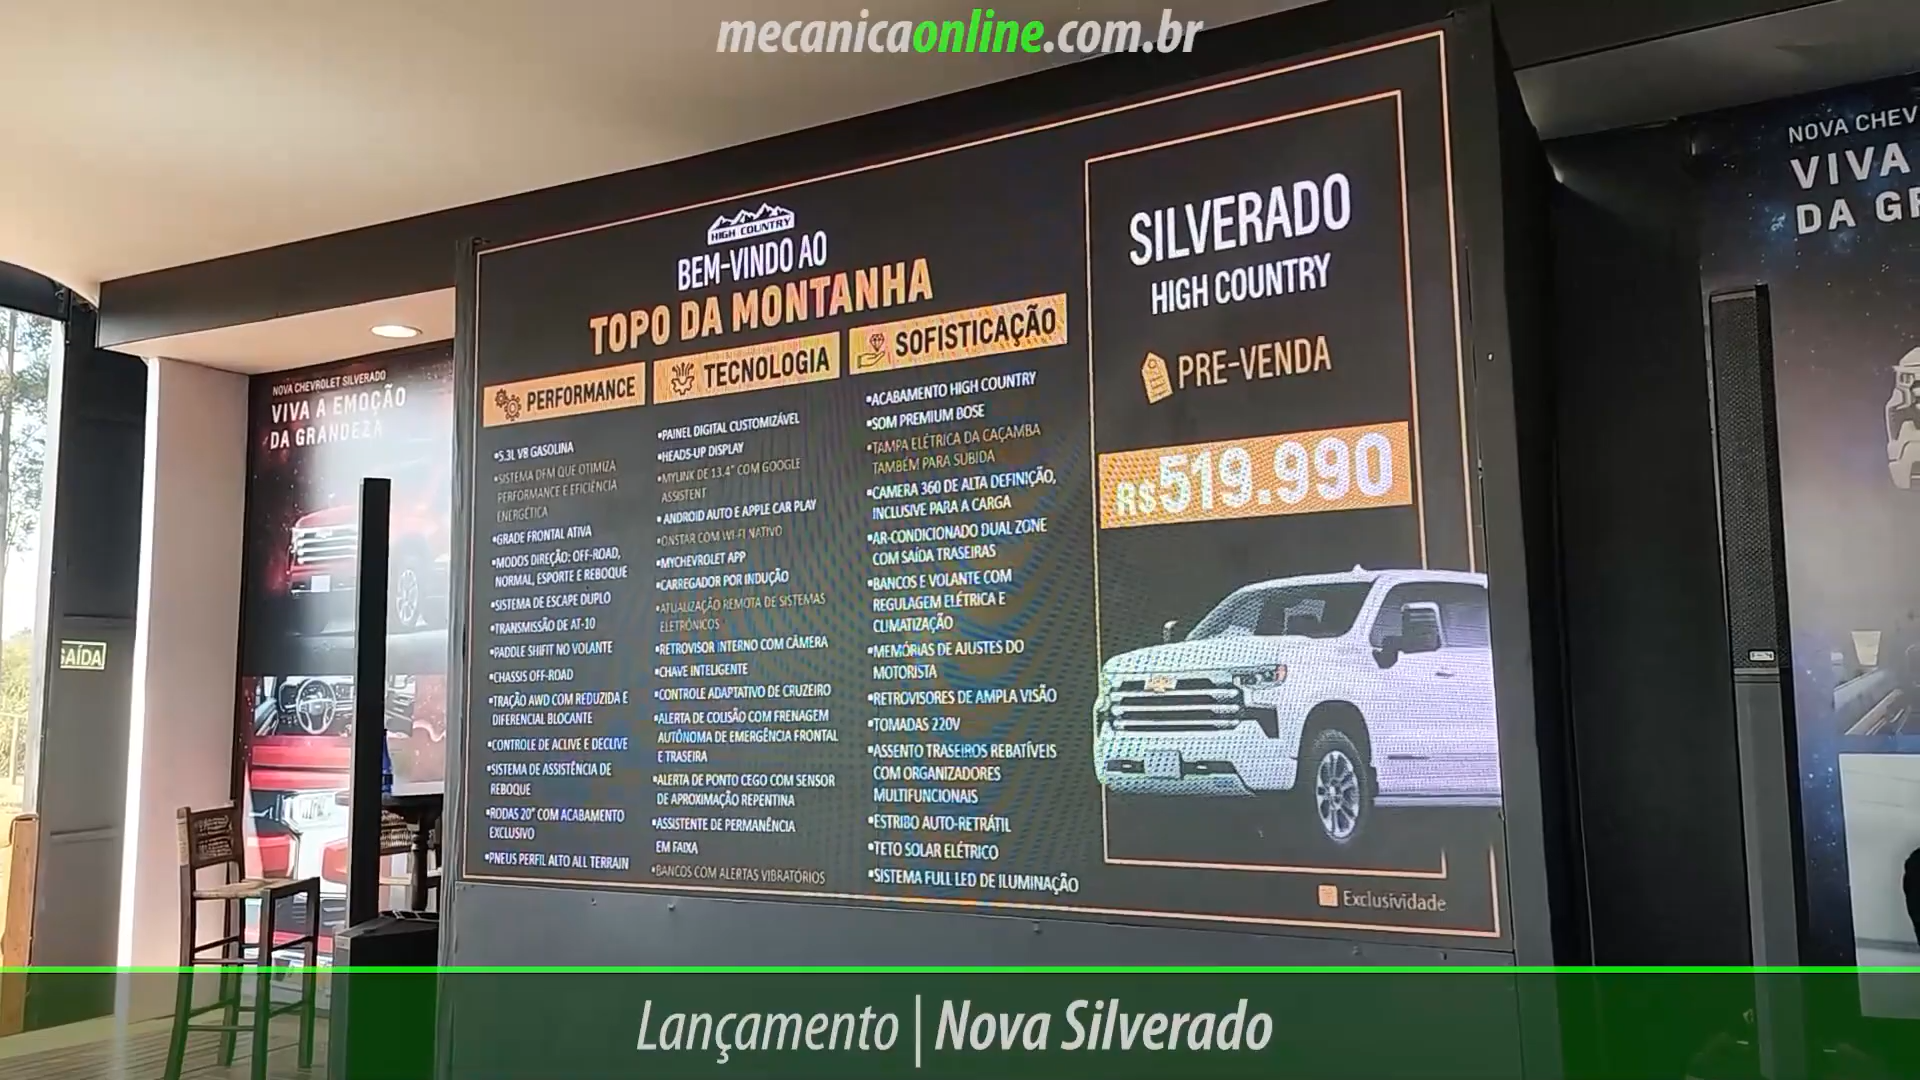 mecanicaonline.com.br
HIGH COUNTRY
BEM-VINDO AO
TOPO DA MONTANHA
PERFORMANCE
•5.3L V8 GASOLINA
•SISTEMA DFM QUE OTIMIZA
PERFORMANCE E EFICIÊNCIA
ENERGÉTICA
•GRADE FRONTAL ATIVA
•MODOS DIREÇÃO: OFF-ROAD,
NORMAL, ESPORTE E REBOQUE
•SISTEMA DE ESCAPE DUPLO
•TRANSMISSÃO DE AT-10
•PADDLE SHIFIT NO VOLANTE
•CHASSIS OFF-ROAD
•TRAÇÃO AWD COM REDUZIDA E
DIFERENCIAL BLOCANTE
•CONTROLE DE ACLIVE E DECLIVE
•SISTEMA DE ASSISTÊNCIA DE
REBOQUE
•RODAS 20" COM ACABAMENTO
EXCLUSIVO
•PNEUS PERFIL ALTO ALL TERRAIN
TECNOLOGIA
•PAINEL DIGITAL CUSTOMIZÁVEL
•HEADS-UP DISPLAY
•MYLINK DE 13.4" COM GOOGLE
ASSISTENT
•ANDROID AUTO E APPLE CAR PLAY
•ONSTAR COM WI-FI NATIVO
•MYCHEVROLET APP
•CARREGADOR POR INDUÇÃO
•ATUALIZAÇÃO REMOTA DE SISTEMAS
ELETRÔNICOS
•RETROVISOR INTERNO COM CÂMERA
•CHAVE INTELIGENTE
•CONTROLE ADAPTATIVO DE CRUZEIRO
•ALERTA DE COLISÃO COM FRENAGEM
AUTÔNOMA DE EMERGÊNCIA FRONTAL
E TRASEIRA
•ALERTA DE PONTO CEGO COM SENSOR
DE APROXIMAÇÃO REPENTINA
•ASSISTENTE DE PERMANÊNCIA
EM FAIXA
•BANCOS COM ALERTAS VIBRATÓRIOS
SOFISTICAÇÃO
•ACABAMENTO HIGH COUNTRY
•SOM PREMIUM BOSE
•TAMPA ELÉTRICA DA CAÇAMBA
TAMBÉM PARA SUBIDA
•CAMERA 360 DE ALTA DEFINIÇÃO,
INCLUSIVE PARA A CARGA
•AR-CONDICIONADO DUAL ZONE
COM SAÍDA TRASEIRAS
•BANCOS E VOLANTE COM
REGULAGEM ELÉTRICA E
CLIMATIZAÇÃO
•MEMÓRIAS DE AJUSTES DO
MOTORISTA
•RETROVISORES DE AMPLA VISÃO
•TOMADAS 220V
•ASSENTO TRASEIROS REBATÍVEIS
COM ORGANIZADORES
MULTIFUNCIONAIS
•ESTRIBO AUTO-RETRÁTIL
•TETO SOLAR ELÉTRICO
•SISTEMA FULL LED DE ILUMINAÇÃO
SILVERADO
HIGH COUNTRY
PRE-VENDA
R$519.990
Exclusividade
NOVA CHEVROLET SILVERADO
VIVA A EMOÇÃO
DA GRANDEZA
SAÍDA
NOVA CHEV
VIVA
DA GR
Lançamento | Nova Silverado